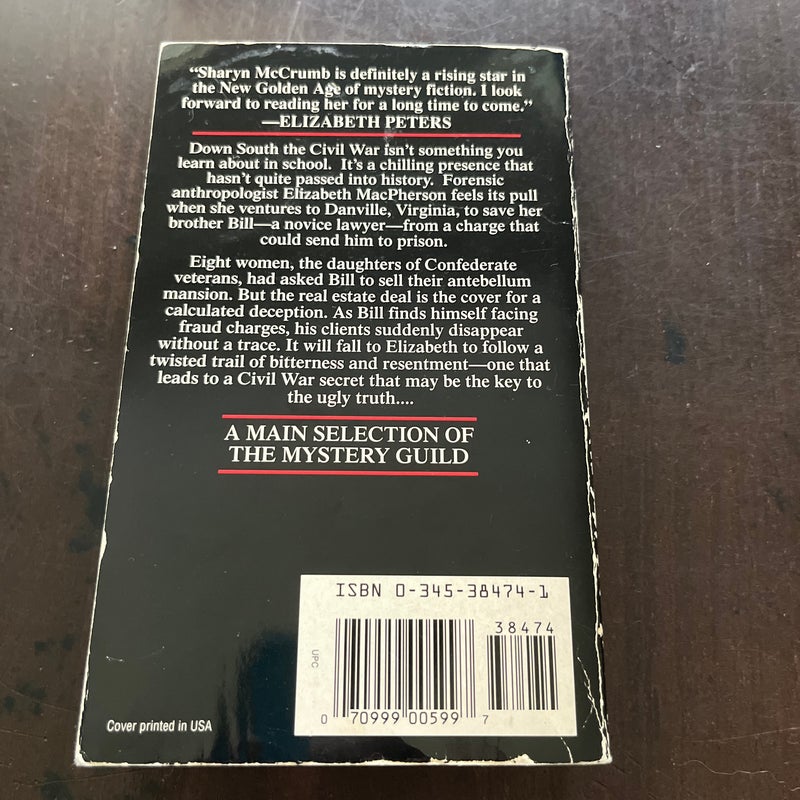 “Sharyn McCrumb is definitely a rising star in
the New Golden Age of mystery fiction. I look
forward to reading her for a long time to come.”
—ELIZABETH PETERS
Down South the Civil War isn’t something you
learn about in school. It’s a chilling presence that
hasn’t quite passed into history. Forensic
anthropologist Elizabeth MacPherson feels its pull
when she ventures to Danville, Virginia, to save her
brother Bill—a novice lawyer—from a charge that
could send him to prison.
Eight women, the daughters of Confederate
veterans, had asked Bill to sell their antebellum
mansion. But the real estate deal is the cover for a
calculated deception. As Bill finds himself facing
fraud charges, his clients suddenly disappear
without a trace. It will fall to Elizabeth to follow a
twisted trail of bitterness and resentment—one that
leads to a Civil War secret that may be the key to
the ugly truth....
A MAIN SELECTION OF
THE MYSTERY GUILD
ISBN 0-345-38474-1
38474
UPC
0 70999 00599 7
Cover printed in USA